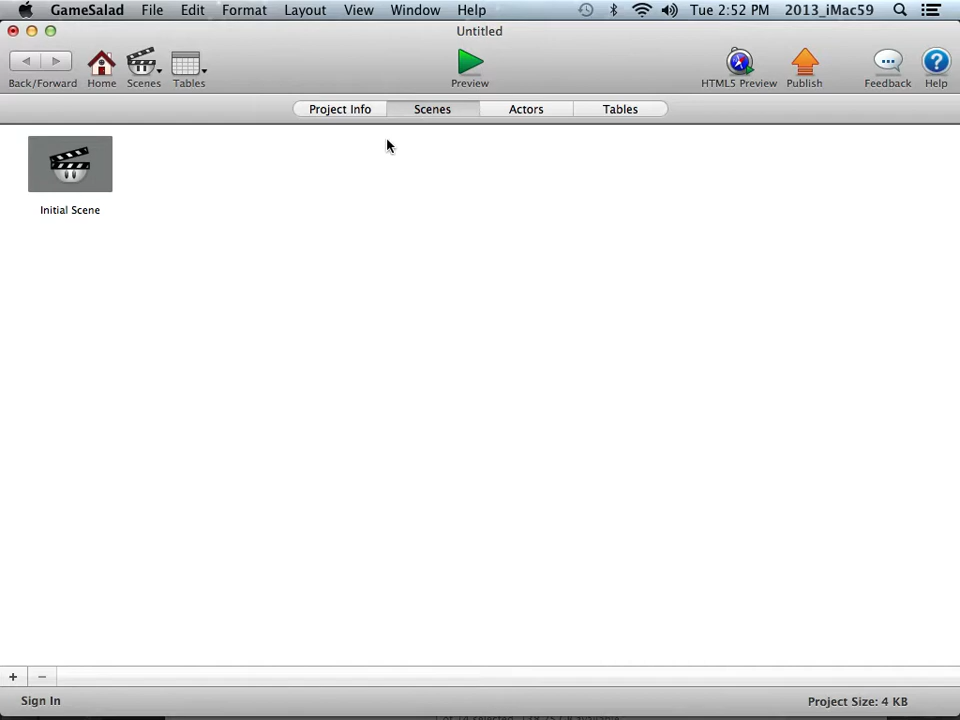 GameSalad File Edit Format Layout View Window Help Tue 2:52 PM 2013_iMac59
Untitled
Back/Forward Home Scenes Tables Preview HTML5 Preview Publish Feedback Help
Project Info Scenes Actors Tables
Initial Scene
+ −
Sign In Project Size: 4 KB